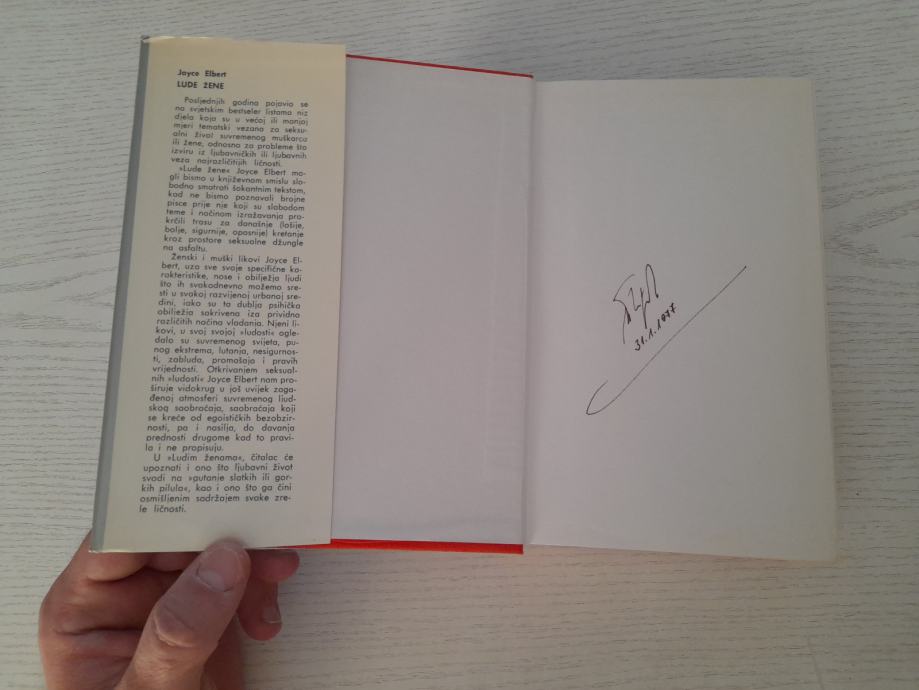 Joyce Elbert
LUDE ŽENE
Posljednjih godina pojavio se
na svjetskim bestseler listama niz
djela koja su u većoj ili manjoj
mjeri tematski vezana za seksu-
alni život suvremenog muškarca
ili žene, odnosno za probleme što
izviru iz ljubavničkih ili ljubavnih
veza najrazličitijih ličnosti.
»Lude žene« Joyce Elbert mo-
gli bismo u književnom smislu slo-
bodno smatrati šokantnim tekstom,
kad ne bismo poznavali brojne
pisce prije nje koji su slobodom
teme i načinom izražavanja pro-
krčili trasu za današnje (lošije,
bolje, sigurnije, opasnije) kretanje
kroz prostore seksualne džungle
na asfaltu.
Ženski i muški likovi Joyce El-
bert, uza sve svoje specifične ka-
rakteristike, nose i obilježja ljudi
što ih svakodnevno možemo sre-
sti u svakoj razvijenoj urbanoj sre-
dini, iako su ta dublja psihička
obilježja sakrivena iza prividno
različitih načina vladanja. Njeni li-
kovi, u svoj svojoj »ludosti« ogle-
dalo su suvremenog svijeta, pu-
nog ekstrema, lutanja, nesigurnos-
ti, zabluda, promašaja i pravih
vrijednosti. Otkrivanjem seksual-
nih »ludosti« Joyce Elbert nam pro-
širuje vidokrug u još uvijek zaga-
đenoj atmosferi suvremenog ljud-
skog saobraćaja, saobraćaja koji
se kreće od egoističkih bezobzir-
nosti, pa i nasilja, do davanja
prednosti drugome kad to pravi-
la i ne propisuju.
U »Ludim ženama«, čitalac će
upoznati i ono što ljubavni život
svodi na »gutanje slatkih ili gor-
kih pilula«, kao i ono što ga čini
osmišljenim sadržajem svake zre-
le ličnosti.
31.1.1977